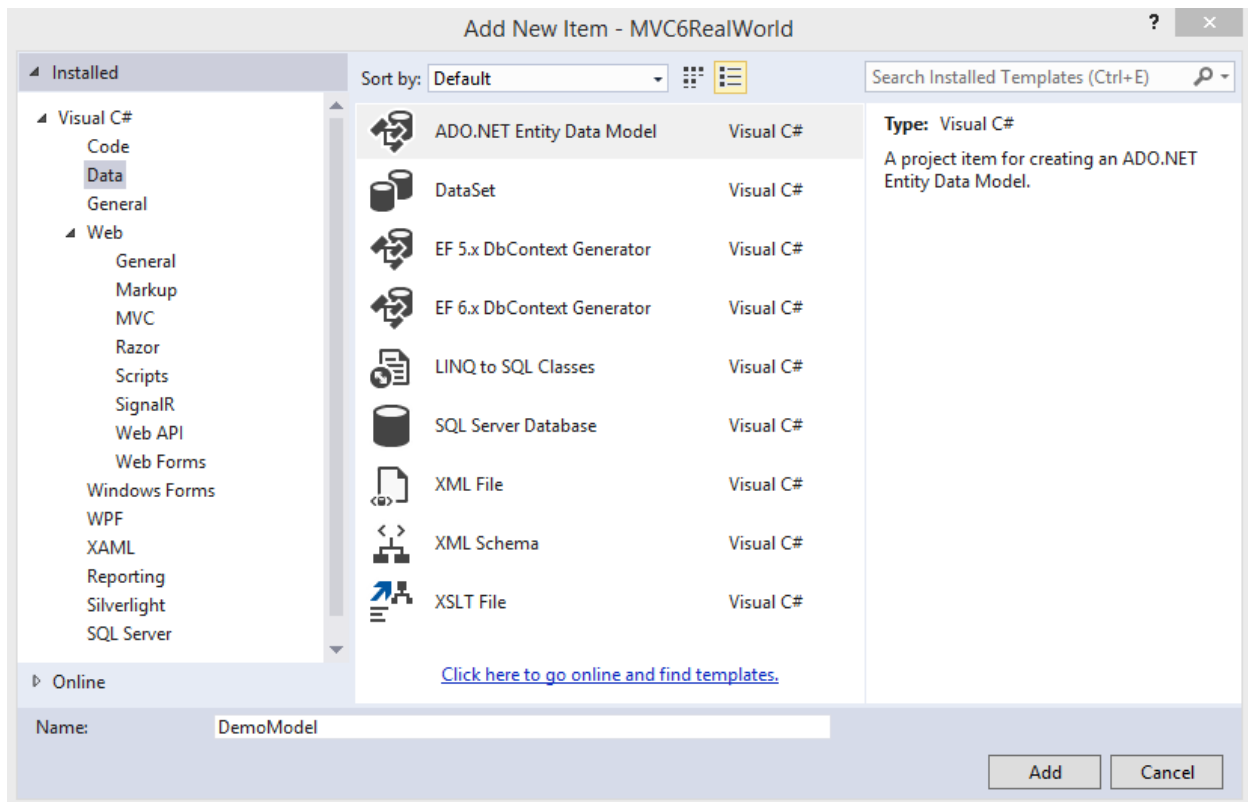 Add New Item - MVC6RealWorld
?
Installed
Sort by:
Default
Search Installed Templates (Ctrl+E)
Visual C#
Code
Data
General
Web
General
Markup
MVC
Razor
Scripts
SignalR
Web API
Web Forms
Windows Forms
WPF
XAML
Reporting
Silverlight
SQL Server
Online
ADO.NET Entity Data Model Visual C#
DataSet Visual C#
EF 5.x DbContext Generator Visual C#
EF 6.x DbContext Generator Visual C#
LINQ to SQL Classes Visual C#
SQL Server Database Visual C#
XML File Visual C#
XML Schema Visual C#
XSLT File Visual C#
Click here to go online and find templates.
Type: Visual C#
A project item for creating an ADO.NET
Entity Data Model.
Name: DemoModel
Add Cancel